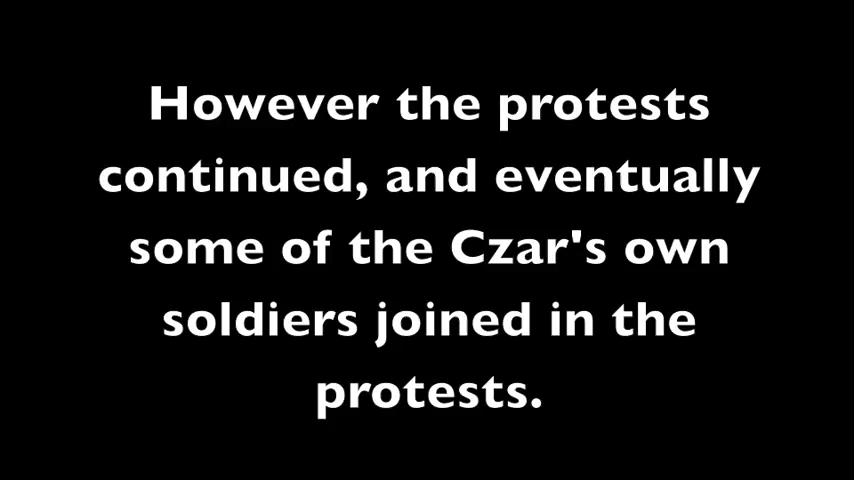 However the protests
continued, and eventually
some of the Czar's own
soldiers joined in the
protests.